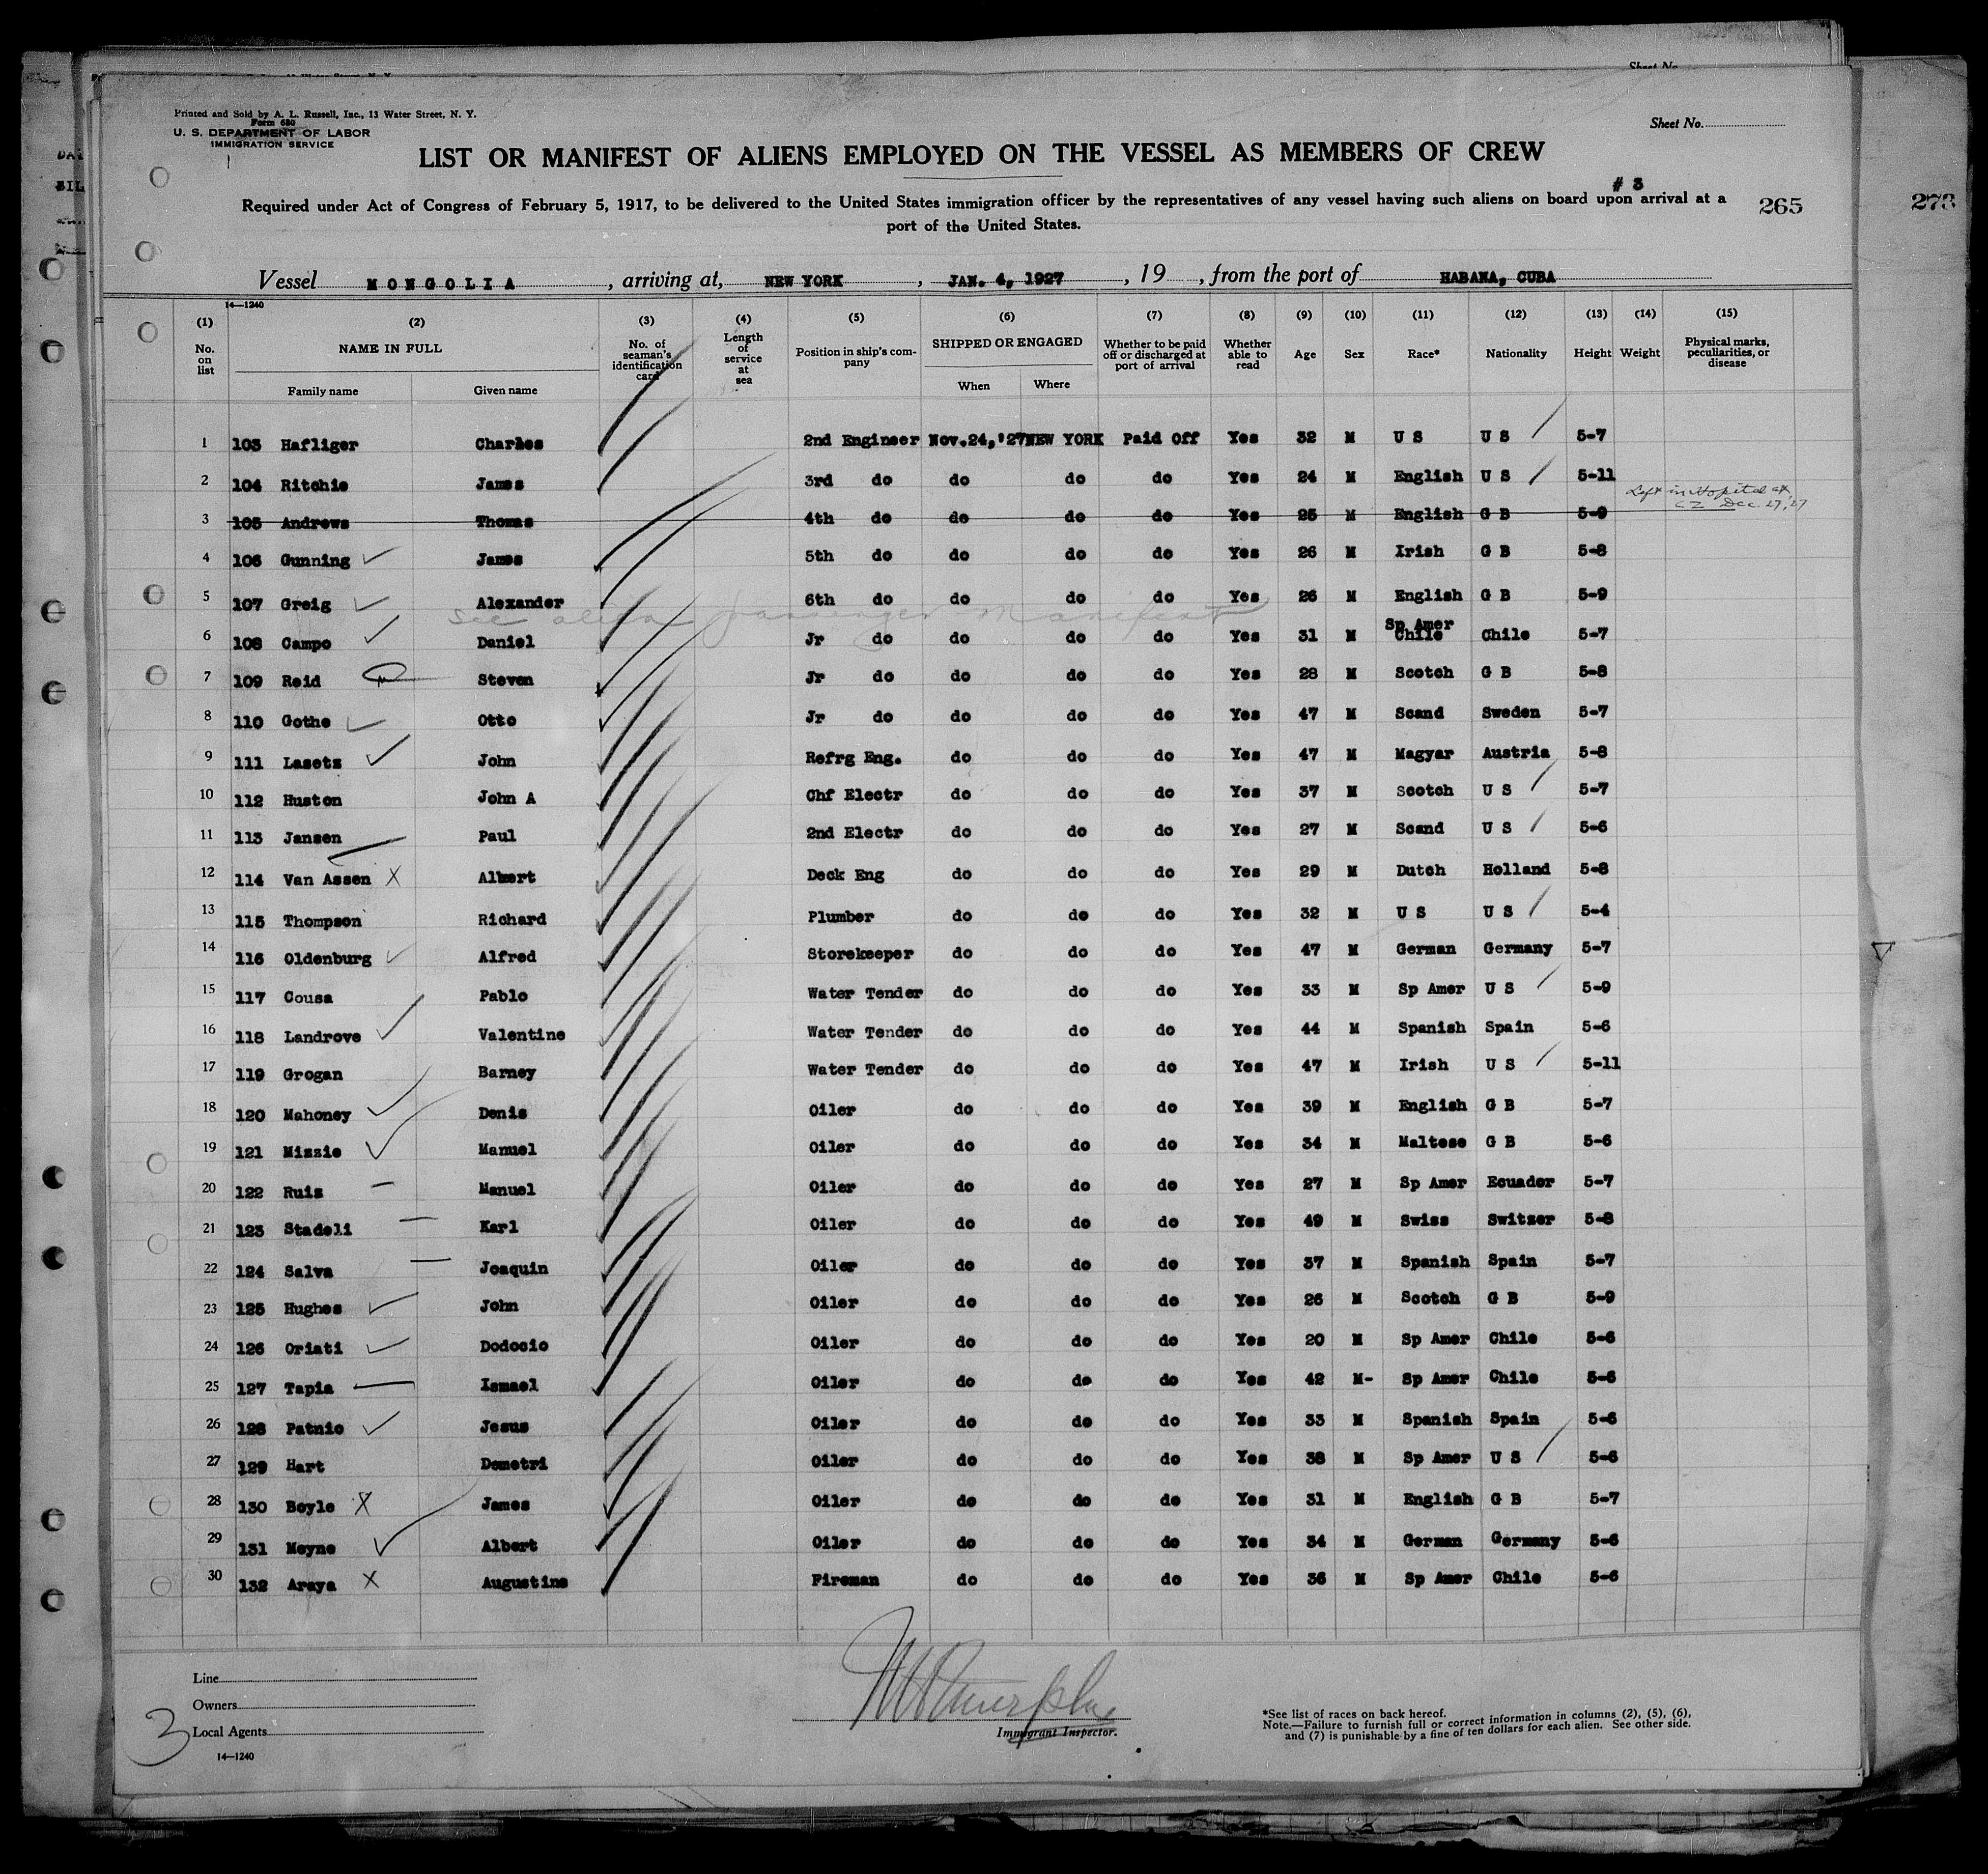 Sheet No.
Printed and Sold by A. L. Russell, Inc., 13 Water Street, N. Y.
Form 680
U. S. DEPARTMENT OF LABOR
IMMIGRATION SERVICE
Sheet No.
LIST OR MANIFEST OF ALIENS EMPLOYED ON THE VESSEL AS MEMBERS OF CREW
# 3
Required under Act of Congress of February 5, 1917, to be delivered to the United States immigration officer by the representatives of any vessel having such aliens on board upon arrival at a
port of the United States.
265
273
Vessel MONGOLIA, arriving at, NEW YORK, JAN. 4, 1927, 19 , from the port of HABANA, CUBA
14—1240
(1) (2) (3) (4) (5) (6) (7) (8) (9) (10) (11) (12) (13) (14) (15)
No. on list NAME IN FULL Family name Given name No. of seaman's identification card Length of service at sea Position in ship's company SHIPPED OR ENGAGED When Where Whether to be paid off or discharged at port of arrival Whether able to read Age Sex Race* Nationality Height Weight Physical marks, peculiarities, or disease
1 103 Hafliger Charles 2nd Engineer Nov.24,'27 NEW YORK Paid Off Yes 32 M U S U S 5-7
2 104 Ritchie James 3rd do do do do Yes 24 M English U S 5-11
3 105 Andrews Thomas 4th do do do do Yes 25 M English G B 5-9 Left in Hospital at CZ Dec. 27, '27
4 106 Gunning James 5th do do do do Yes 26 M Irish G B 5-8
5 107 Greig Alexander 6th do do do do Yes 26 M English G B 5-9
see alien passenger manifest
6 108 Campo Daniel Jr do do do do Yes 31 M Sp Amer Chile Chile 5-7
7 109 Reid Steven Jr do do do do Yes 28 M Scotch G B 5-8
8 110 Gothe Otto Jr do do do do Yes 47 M Scand Sweden 5-7
9 111 Lasetz John Refrg Eng. do do do Yes 47 M Magyar Austria 5-8
10 112 Huston John A Chf Electr do do do Yes 37 M Scotch U S 5-7
11 113 Jansen Paul 2nd Electr do do do Yes 27 M Scand U S 5-6
12 114 Van Assen X Albert Deck Eng do do do Yes 29 M Dutch Holland 5-8
13 115 Thompson Richard Plumber do do do Yes 32 M U S U S 5-4
14 116 Oldenburg Alfred Storekeeper do do do Yes 47 M German Germany 5-7
15 117 Cousa Pablo Water Tender do do do Yes 33 M Sp Amer U S 5-9
16 118 Landrove Valentine Water Tender do do do Yes 44 M Spanish Spain 5-6
17 119 Grogan Barney Water Tender do do do Yes 47 M Irish U S 5-11
18 120 Mahoney Denis Oiler do do do Yes 39 M English G B 5-7
19 121 Mizzie Manuel Oiler do do do Yes 34 M Maltese G B 5-6
20 122 Ruiz Manuel Oiler do do do Yes 27 M Sp Amer Ecuador 5-7
21 123 Stadeli Karl Oiler do do do Yes 49 M Swiss Switzer 5-8
22 124 Salva Joaquin Oiler do do do Yes 37 M Spanish Spain 5-7
23 125 Hughes John Oiler do do do Yes 26 M Scotch G B 5-9
24 126 Oriati Dodocio Oiler do do do Yes 20 M Sp Amer Chile 5-6
25 127 Tapia Ismael Oiler do do do Yes 42 M- Sp Amer Chile 5-6
26 128 Patnio Jesus Oiler do do do Yes 33 M Spanish Spain 5-6
27 129 Hart Demetri Oiler do do do Yes 38 M Sp Amer U S 5-6
28 130 Boyle X James Oiler do do do Yes 31 M English G B 5-7
29 131 Meyne Albert Oiler do do do Yes 34 M German Germany 5-6
30 132 Araya X Augustine Fireman do do do Yes 36 M Sp Amer Chile 5-6
Line
Owners
Local Agents
3
14—1240
Immigrant Inspector.
*See list of races on back hereof.
Note.—Failure to furnish full or correct information in columns (2), (5), (6),
and (7) is punishable by a fine of ten dollars for each alien. See other side.